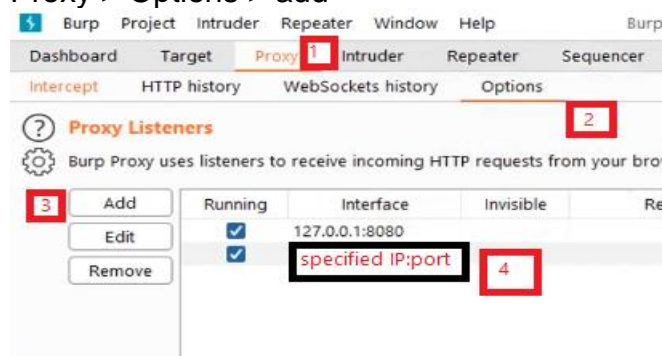 Proxy > Options > add
Burp Project Intruder Repeater Window Help Burp
Dashboard Target Proxy 1 Intruder Repeater Sequencer
Intercept HTTP history WebSockets history Options
2
? Proxy Listeners
Burp Proxy uses listeners to receive incoming HTTP requests from your bro
3 Add Running Interface Invisible Re
Edit 127.0.0.1:8080
Remove specified IP:port 4